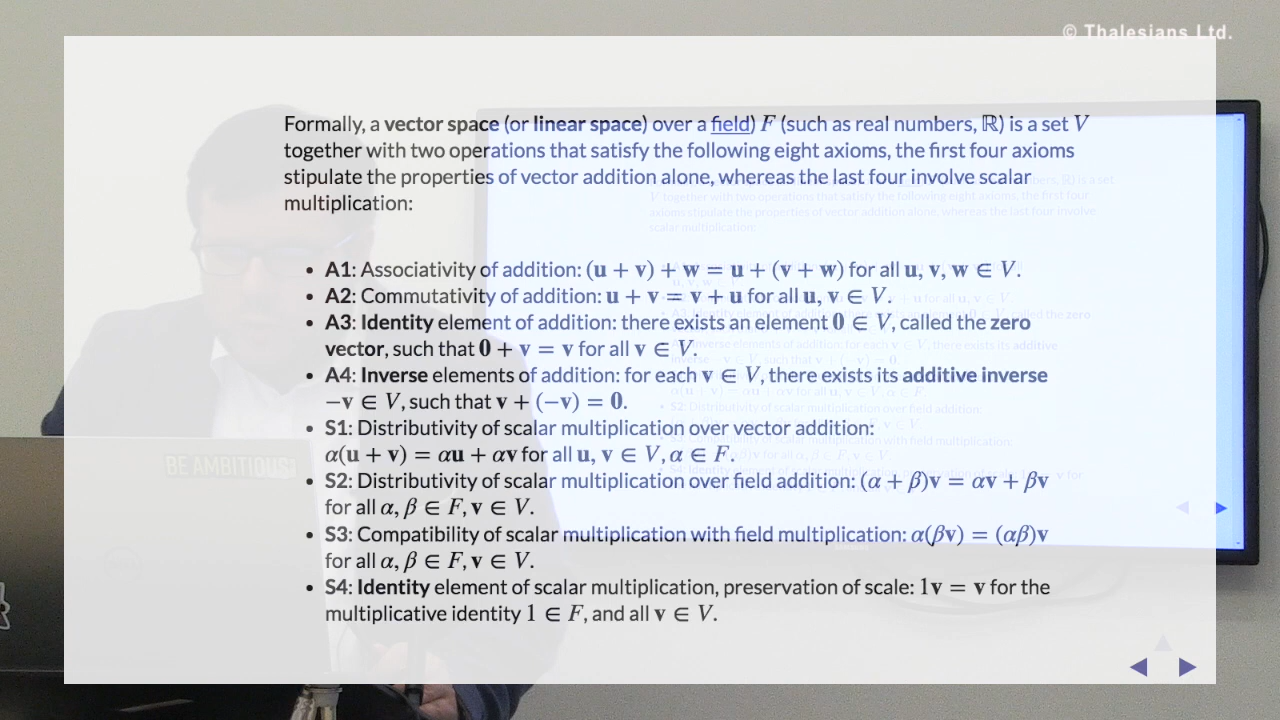 © Thalesians Ltd.
Formally, a vector space (or linear space) over a field) F (such as real numbers, ℝ) is a set V
together with two operations that satisfy the following eight axioms, the first four axioms
stipulate the properties of vector addition alone, whereas the last four involve scalar
multiplication:
• A1: Associativity of addition: (u + v) + w = u + (v + w) for all u, v, w ∈ V.
• A2: Commutativity of addition: u + v = v + u for all u, v ∈ V.
• A3: Identity element of addition: there exists an element 0 ∈ V, called the zero
vector, such that 0 + v = v for all v ∈ V.
• A4: Inverse elements of addition: for each v ∈ V, there exists its additive inverse
−v ∈ V, such that v + (−v) = 0.
• S1: Distributivity of scalar multiplication over vector addition:
α(u + v) = αu + αv for all u, v ∈ V, α ∈ F.
• S2: Distributivity of scalar multiplication over field addition: (α + β)v = αv + βv
for all α, β ∈ F, v ∈ V.
• S3: Compatibility of scalar multiplication with field multiplication: α(βv) = (αβ)v
for all α, β ∈ F, v ∈ V.
• S4: Identity element of scalar multiplication, preservation of scale: 1v = v for the
multiplicative identity 1 ∈ F, and all v ∈ V.
BE AMBITIOUS